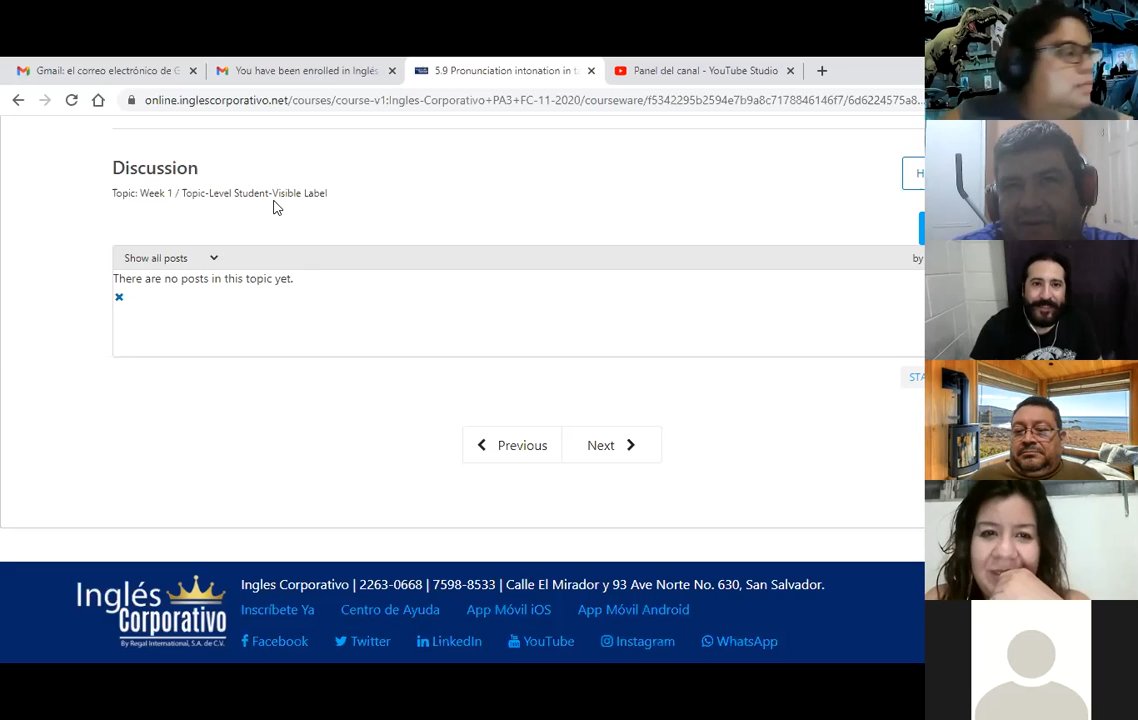 Gmail: el correo electrónico de G
You have been enrolled in Inglés
5.9 Pronunciation intonation in t
Panel del canal - YouTube Studio
online.inglescorporativo.net/courses/course-v1:Ingles-Corporativo+PA3+FC-11-2020/courseware/f5342295b2594e7b9a8c7178846146f7/6d6224575a8...
Discussion
Topic: Week 1 / Topic-Level Student-Visible Label
H
Show all posts
by
There are no posts in this topic yet.
STA
Previous
Next
Inglés
Corporativo
By Regal International, S.A. de C.V.
Ingles Corporativo | 2263-0668 | 7598-8533 | Calle El Mirador y 93 Ave Norte No. 630, San Salvador.
Inscríbete Ya
Centro de Ayuda
App Móvil iOS
App Móvil Android
Facebook
Twitter
LinkedIn
YouTube
Instagram
WhatsApp